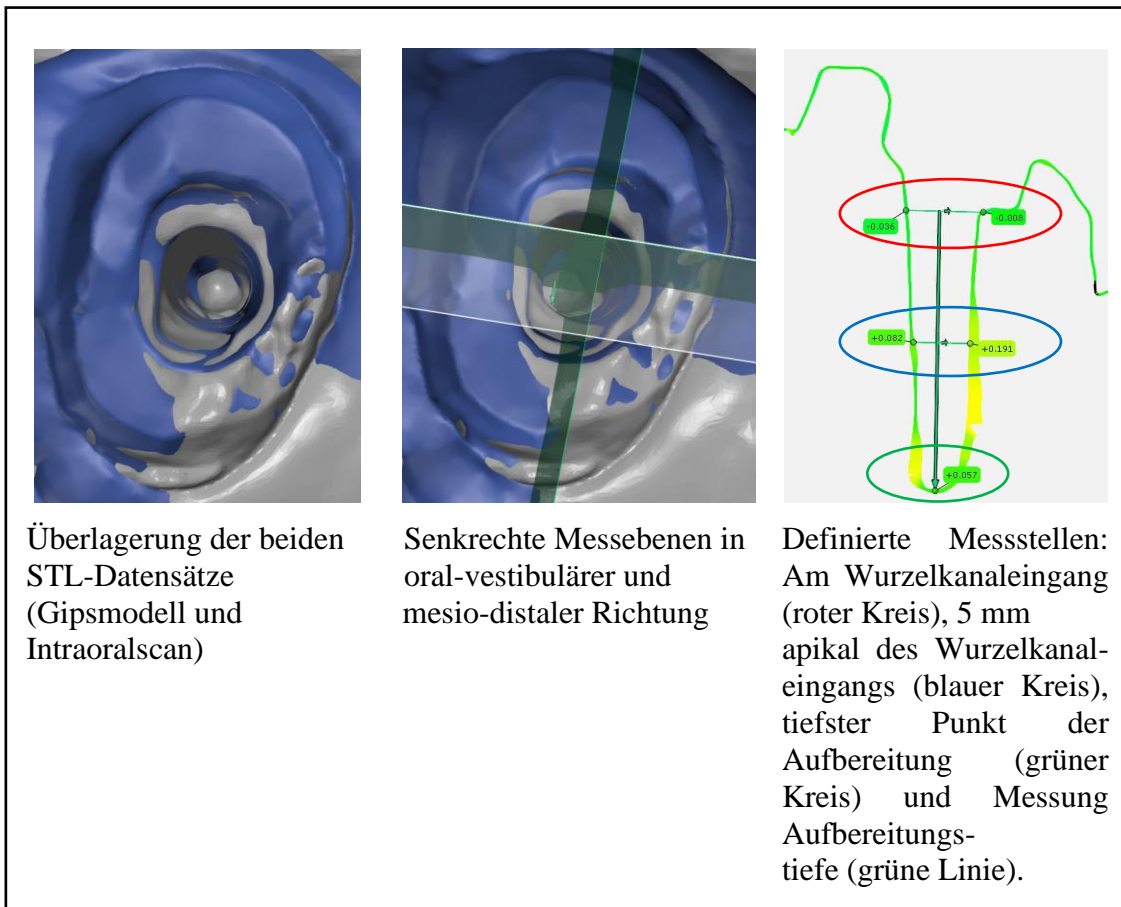 -0.036
-0.008
+0.082
+0.191
+0.057
Überlagerung der beiden
STL-Datensätze
(Gipsmodell und
Intraoralscan)
Senkrechte Messebenen in
oral-vestibulärer und
mesio-distaler Richtung
Definierte Messstellen:
Am Wurzelkanaleingang
(roter Kreis), 5 mm
apikal des Wurzelkanal-
eingangs (blauer Kreis),
tiefster Punkt der
Aufbereitung (grüner
Kreis) und Messung
Aufbereitungs-
tiefe (grüne Linie).